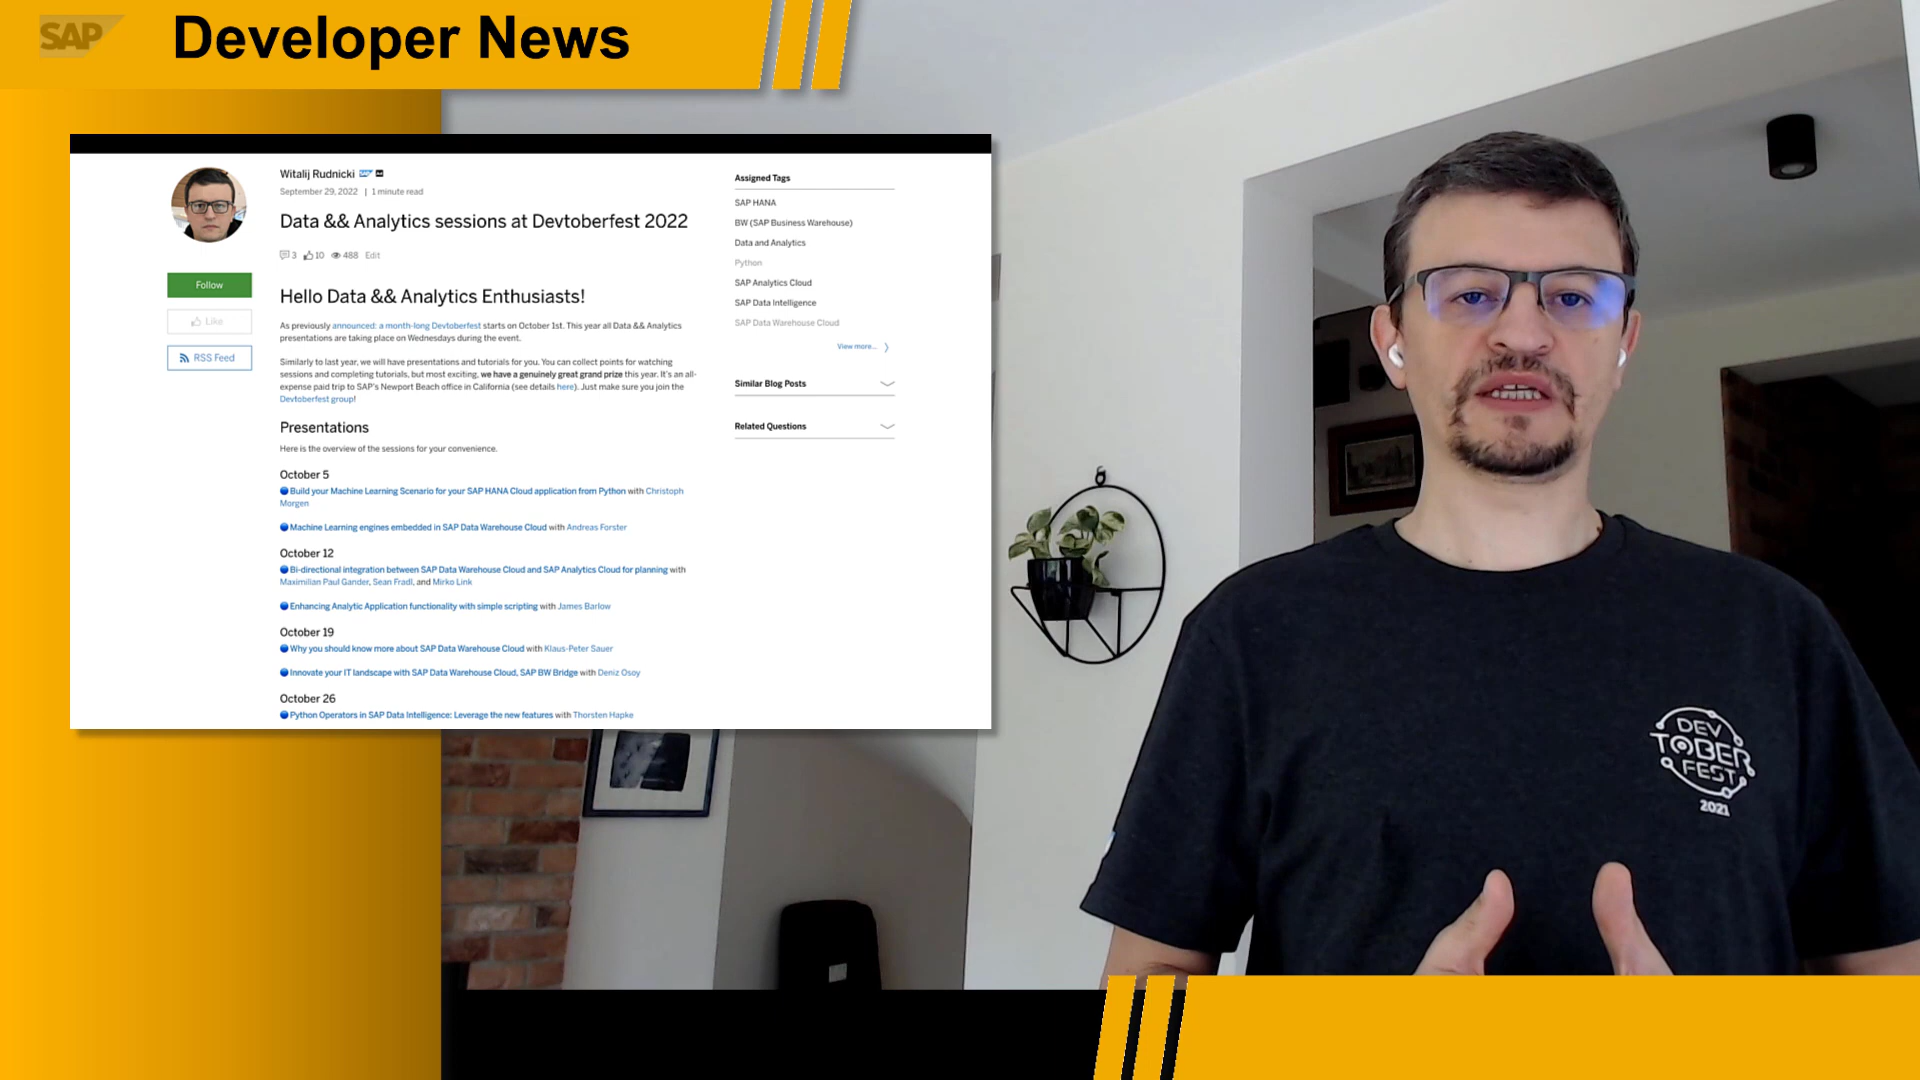 SAP
Developer News
Witalij Rudnicki
September 29, 2022 | 1 minute read
Data && Analytics sessions at Devtoberfest 2022
3 10 488 Edit
Follow
Like
RSS Feed
Hello Data && Analytics Enthusiasts!
As previously announced: a month-long Devtoberfest starts on October 1st. This year all Data && Analytics
presentations are taking place on Wednesdays during the event.
Similarly to last year, we will have presentations and tutorials for you. You can collect points for watching
sessions and completing tutorials, but most exciting, we have a genuinely great grand prize this year. It's an all-
expense paid trip to SAP's Newport Beach office in California (see details here). Just make sure you join the
Devtoberfest group!
Presentations
Here is the overview of the sessions for your convenience.
October 5
Build your Machine Learning Scenario for your SAP HANA Cloud application from Python with Christoph
Morgen
Machine Learning engines embedded in SAP Data Warehouse Cloud with Andreas Forster
October 12
Bi-directional integration between SAP Data Warehouse Cloud and SAP Analytics Cloud for planning with
Maximilian Paul Gander, Sean Fradl, and Mirko Link
Enhancing Analytic Application functionality with simple scripting with James Barlow
October 19
Why you should know more about SAP Data Warehouse Cloud with Klaus-Peter Sauer
Innovate your IT landscape with SAP Data Warehouse Cloud, SAP BW Bridge with Deniz Osoy
October 26
Python Operators in SAP Data Intelligence: Leverage the new features with Thorsten Hapke
Assigned Tags
SAP HANA
BW (SAP Business Warehouse)
Data and Analytics
Python
SAP Analytics Cloud
SAP Data Intelligence
SAP Data Warehouse Cloud
View more...
Similar Blog Posts
Related Questions
DEV
TOBER
FEST
2021